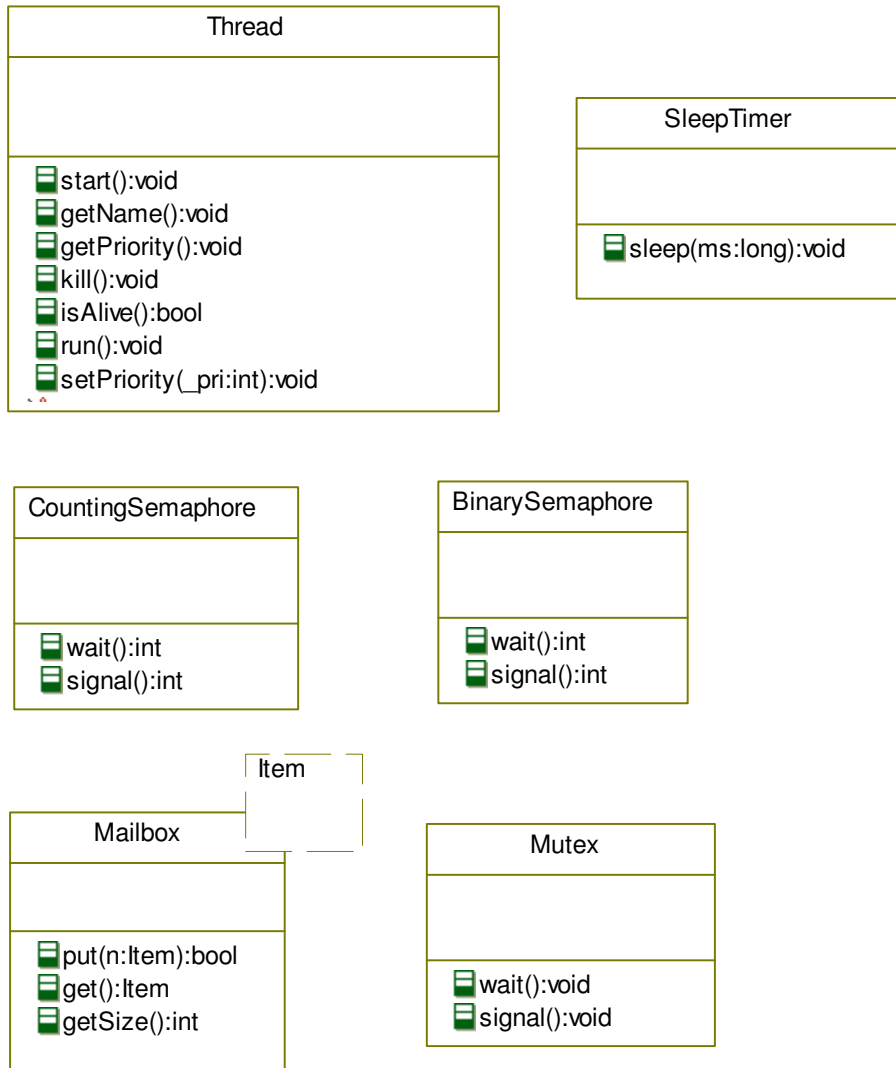 Thread
start():void
getName():void
getPriority():void
kill():void
isAlive():bool
run():void
setPriority(_pri:int):void
SleepTimer
sleep(ms:long):void
CountingSemaphore
wait():int
signal():int
BinarySemaphore
wait():int
signal():int
Item
Mailbox
put(n:Item):bool
get():Item
getSize():int
Mutex
wait():void
signal():void